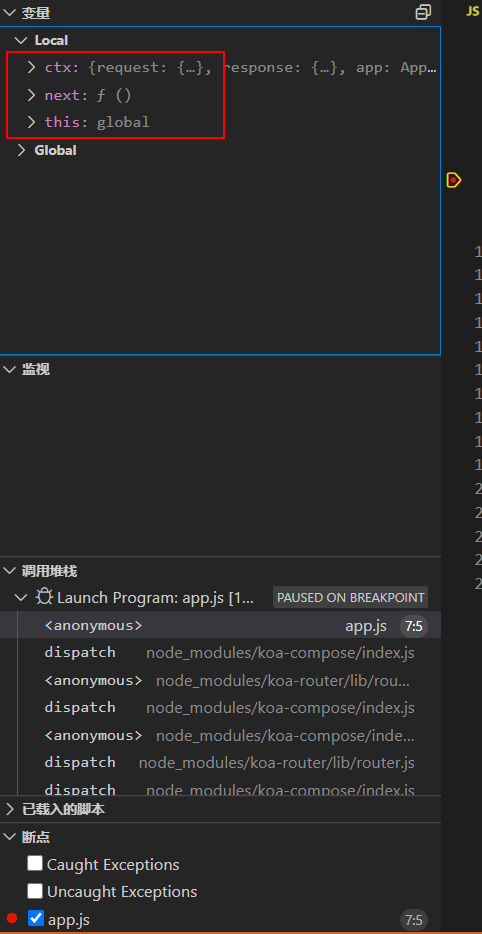 变量
JS
Local
ctx: {request: {…}, response: {…}, app: App…
next: ƒ ()
this: global
Global
监视
调用堆栈
Launch Program: app.js [1... PAUSED ON BREAKPOINT
<anonymous> app.js 7:5
dispatch node_modules/koa-compose/index.js
<anonymous> node_modules/koa-router/lib/rou...
dispatch node_modules/koa-compose/index.js
<anonymous> node_modules/koa-compose/inde...
dispatch node_modules/koa-router/lib/router.js
dispatch node_modules/koa-compose/index.js
已载入的脚本
断点
Caught Exceptions
Uncaught Exceptions
app.js 7:5
1
1
1
1
1
1
1
1
1
1
2
2
2
2
2